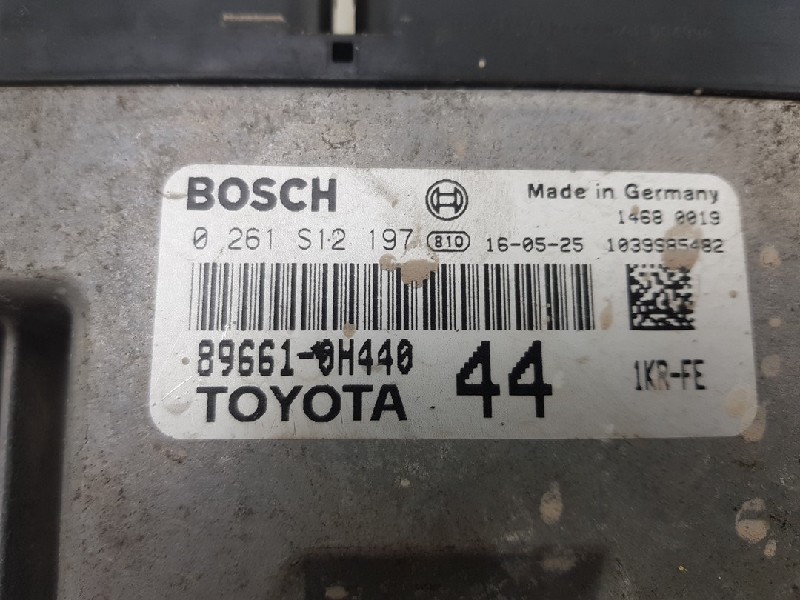 BOSCH
Made in Germany
1468 0019
0 261 S12 197 810 16-05-25 1039S85482
89661-0H440
44
1KR-FE
TOYOTA